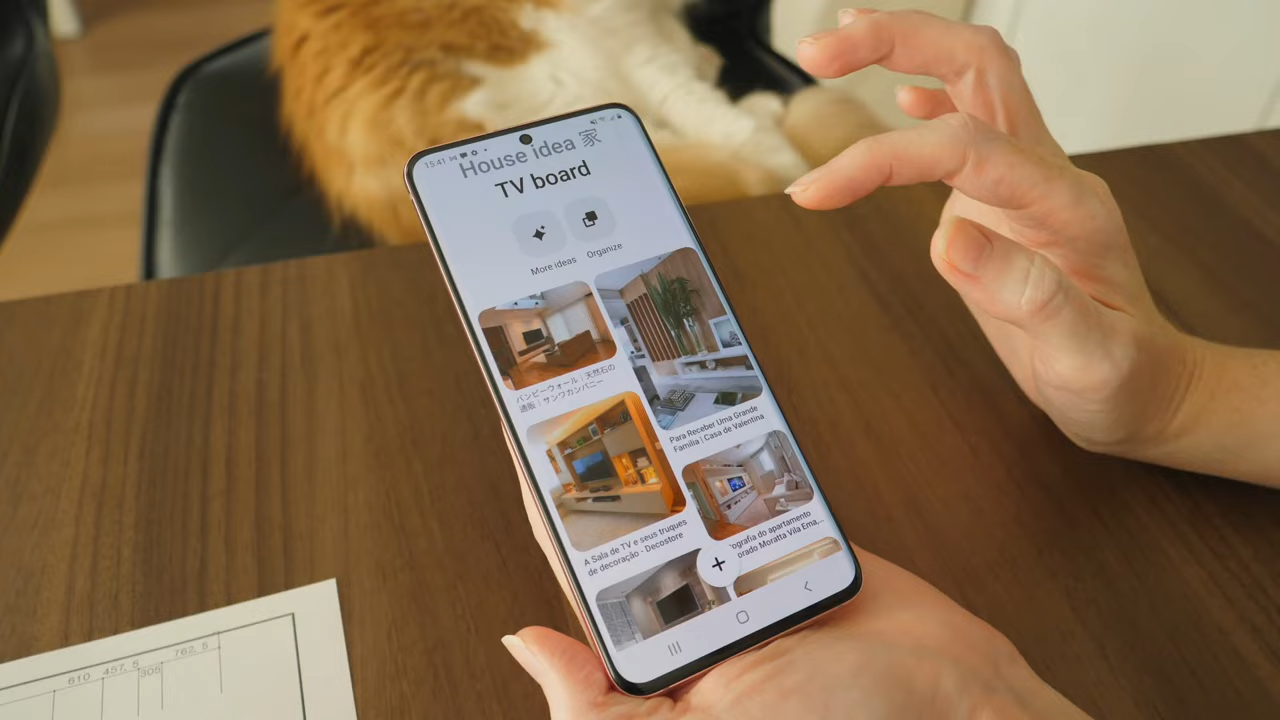 15:41
House idea 家
TV board
More ideas
Organize
バンビーウォール｜天然石の
通販｜サンワカンパニー
Para Receber Uma Grande
Família | Casa de Valentina
A Sala de TV e seus truques
de decoração - Decostore
ografia do apartamento
orado Moratta Vila Ema,...
610 457,5 305 762,5